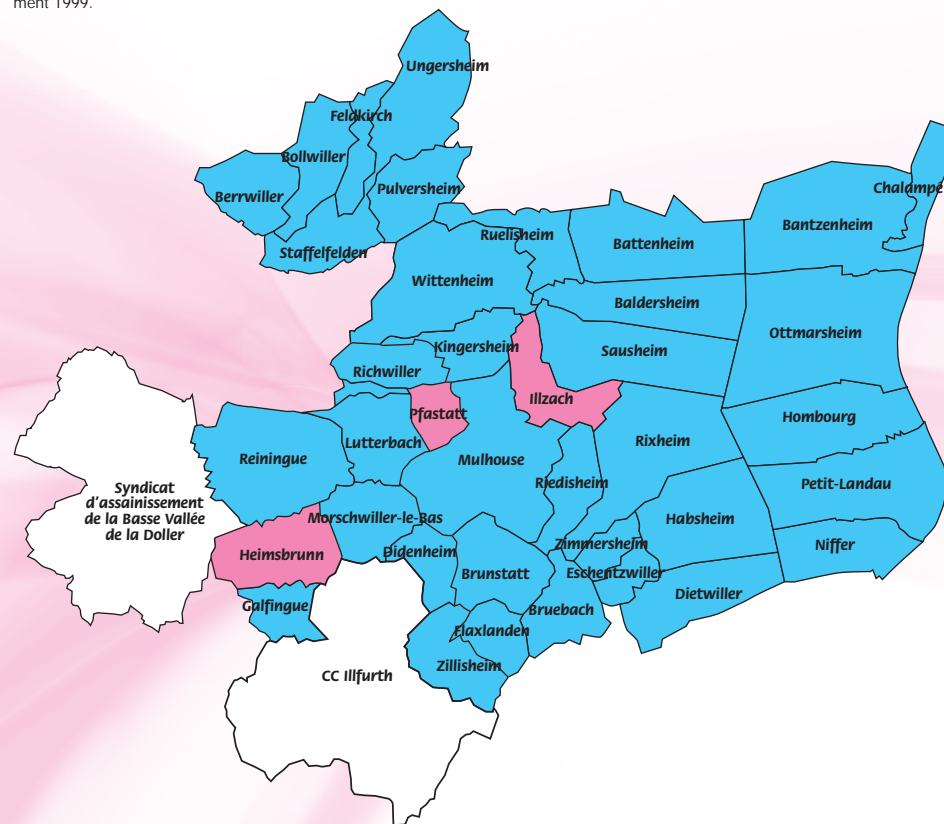 ment 1999.
Ungersheim
Feldkirch
Bollwiller
Berrwiller
Pulversheim
Staffelfelden
Ruelisheim
Battenheim
Bantzenheim
Chalampé
Wittenheim
Baldersheim
Ottmarsheim
Kingersheim
Sausheim
Richwiller
Illzach
Pfastatt
Hombourg
Lutterbach
Rixheim
Reiningue
Mulhouse
Riedisheim
Petit-Landau
Syndicat
d'assainissement
de la Basse Vallée
de la Doller
Morschwiller-le-Bas
Habsheim
Heimsbrunn
Didenheim
Zimmersheim
Niffer
Brunstatt
Eschentzwiller
Dietwiller
Galfingue
Bruebach
Flaxlanden
Zillisheim
CC Illfurth